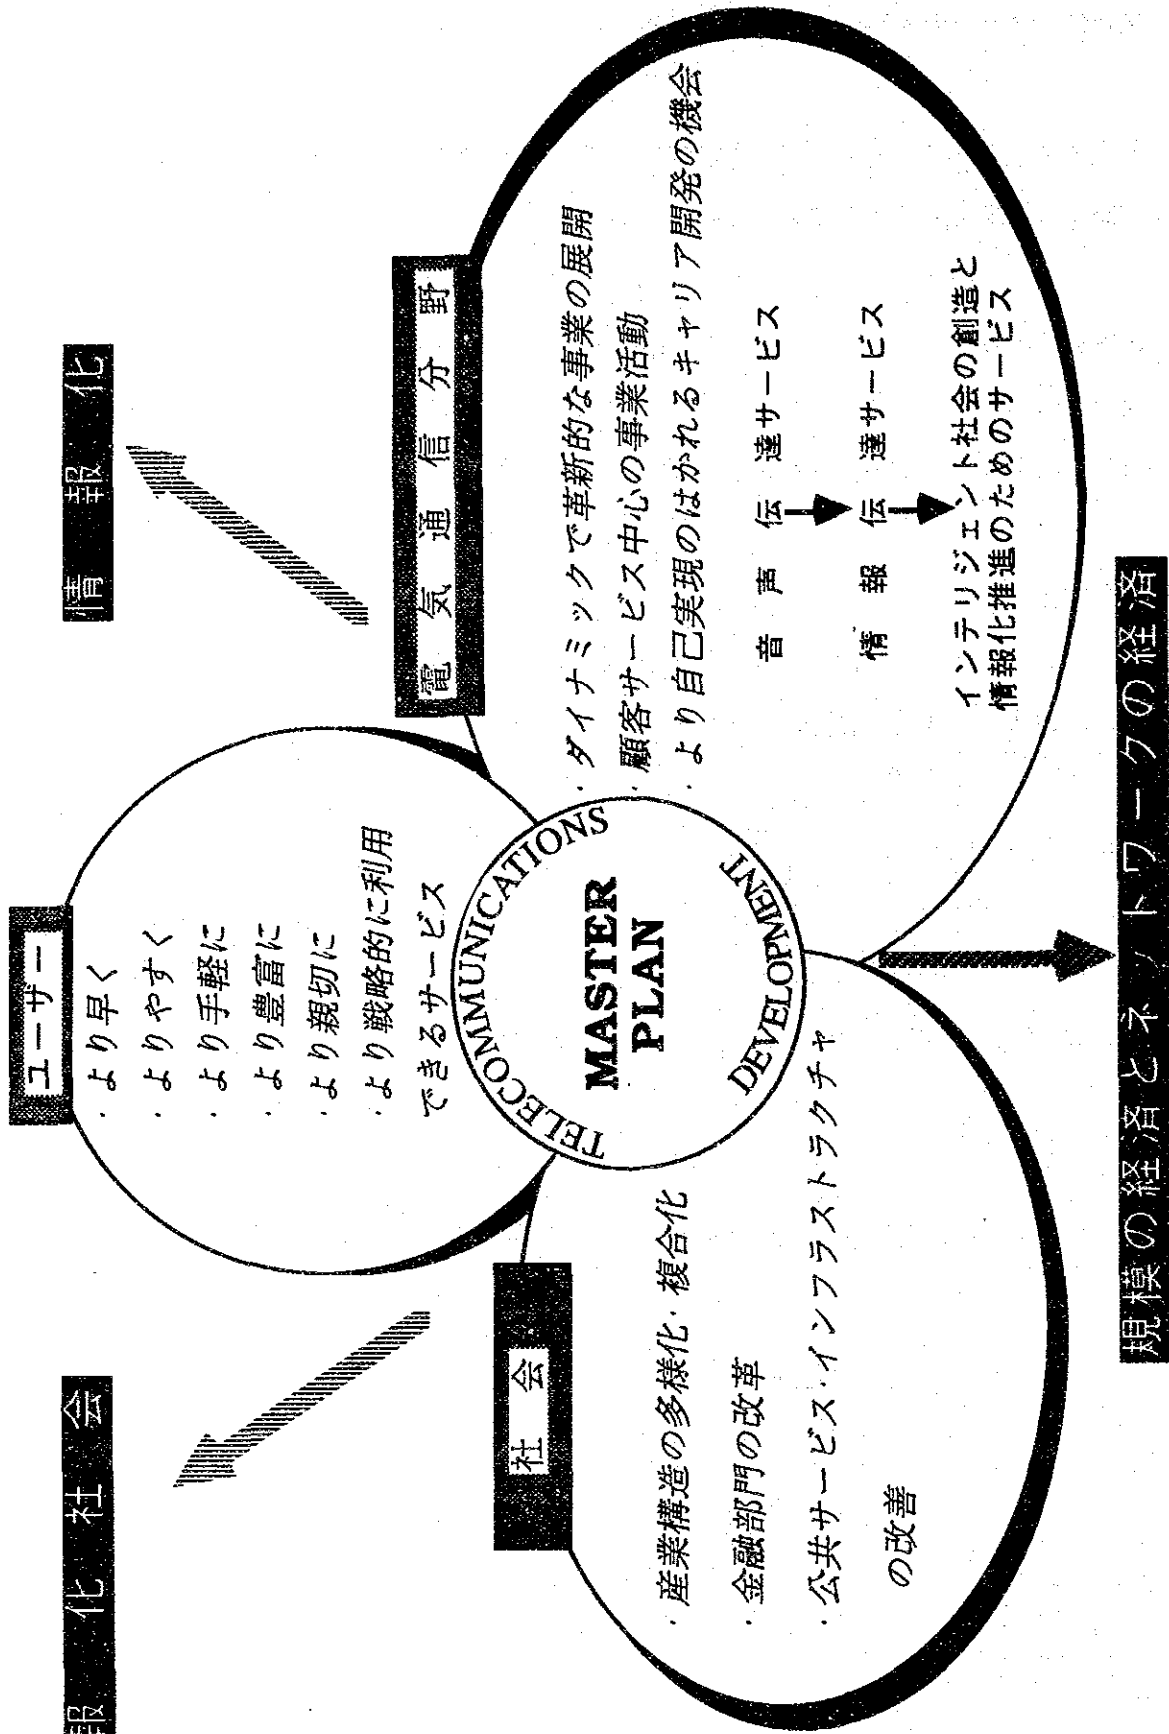 報 化 社 会
情 報 化
ユーザー
・より早く
・よりやすく
・より手軽に
・より豊富に
・より親切に
・より戦略的に利用
できるサービス
社 会
・産業構造の多様化・複合化
・金融部門の改革
・公共サービス・インフラストラクチャ
の改善
TELECOMMUNICATIONS
MASTER
PLAN
DEVELOPMENT
電 気 通 信 分 野
・ダイナミックで革新的な事業の展開
・顧客サービス中心の事業活動
・より自己実現のはかれるキャリア開発の機会
音 声 伝 達サービス
情 報 伝 達サービス
インテリジェント社会の創造と
情報化推進のためのサービス
規模の経済とネットワークの経済